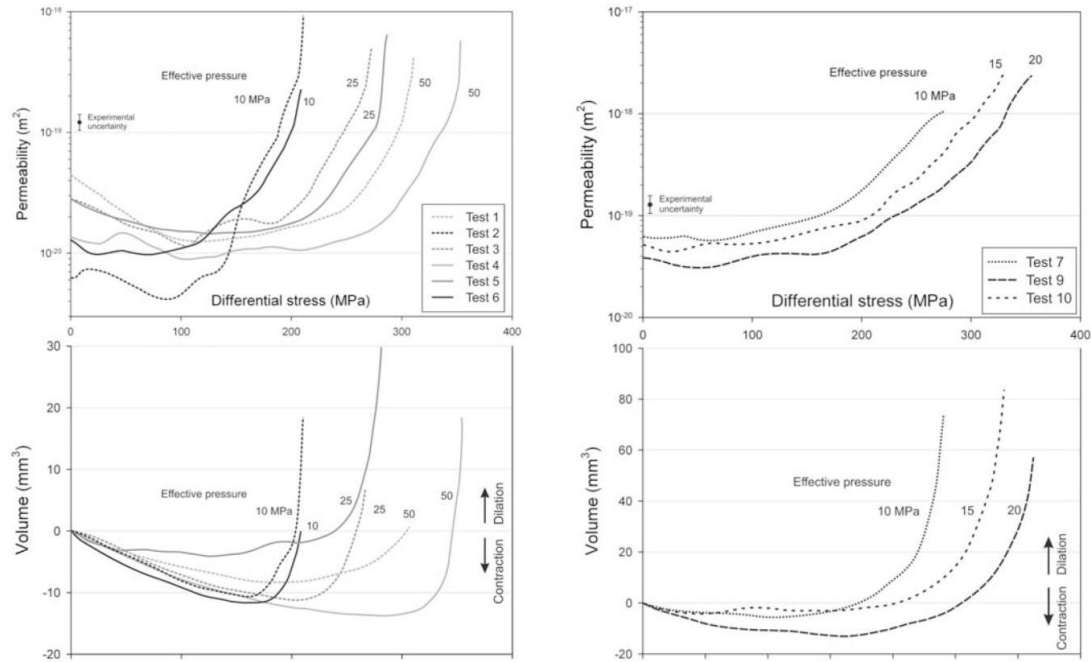 10⁻¹⁸
Effective pressure
10 MPa
10
25
25
50
50
10⁻¹⁹
Experimental
uncertainty
Permeability (m²)
10⁻²⁰
Test 1
Test 2
Test 3
Test 4
Test 5
Test 6
Differential stress (MPa)
0
100
200
300
400
10⁻¹⁷
Effective pressure
10 MPa
15
20
10⁻¹⁸
Permeability (m²)
10⁻¹⁹
Experimental
uncertainty
Test 7
Test 9
Test 10
Differential stress (MPa)
10⁻²⁰
0
100
200
300
400
30
20
10
0
-10
-20
Volume (mm³)
Effective pressure
10 MPa
10
25
25
50
50
Dilation
Contraction
100
80
60
40
20
0
-20
Volume (mm³)
Effective pressure
10 MPa
15
20
Dilation
Contraction